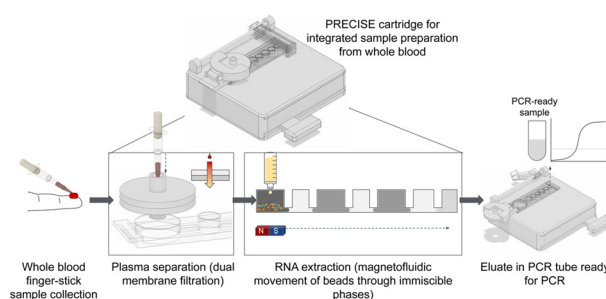 PRECISE cartridge for
integrated sample preparation
from whole blood
PCR-ready
sample
N S
Whole blood
finger-stick
sample collection
Plasma separation (dual
membrane filtration)
RNA extraction (magnetofluidic
movement of beads through immiscible
phases)
Eluate in PCR tube ready
for PCR